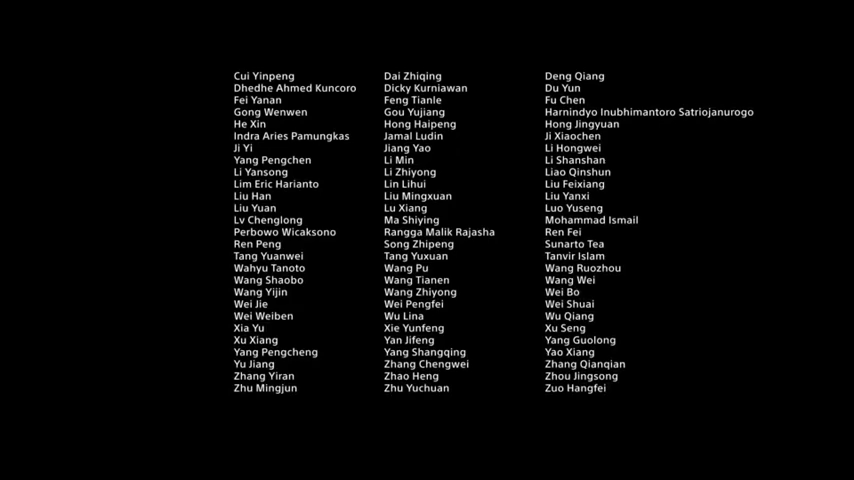 Cui Yinpeng Dai Zhiqing Deng Qiang
Dhedhe Ahmed Kuncoro Dicky Kurniawan Du Yun
Fei Yanan Feng Tianle Fu Chen
Gong Wenwen Gou Yujiang Harnindyo Inubhimantoro Satriojanurogo
He Xin Hong Haipeng Hong Jingyuan
Indra Aries Pamungkas Jamal Ludin Ji Xiaochen
Ji Yi Jiang Yao Li Hongwei
Yang Pengchen Li Min Li Shanshan
Li Yansong Li Zhiyong Liao Qinshun
Lim Eric Harianto Lin Lihui Liu Feixiang
Liu Han Liu Mingxuan Liu Yanxi
Liu Yuan Lu Xiang Luo Yuseng
Lv Chenglong Ma Shiying Mohammad Ismail
Perbowo Wicaksono Rangga Malik Rajasha Ren Fei
Ren Peng Song Zhipeng Sunarto Tea
Tang Yuanwei Tang Yuxuan Tanvir Islam
Wahyu Tanoto Wang Pu Wang Ruozhou
Wang Shaobo Wang Tianen Wang Wei
Wang Yijin Wang Zhiyong Wei Bo
Wei Jie Wei Pengfei Wei Shuai
Wei Weiben Wu Lina Wu Qiang
Xia Yu Xie Yunfeng Xu Seng
Xu Xiang Yan Jifeng Yang Guolong
Yang Pengcheng Yang Shangqing Yao Xiang
Yu Jiang Zhang Chengwei Zhang Qianqian
Zhang Yiran Zhao Heng Zhou Jingsong
Zhu Mingjun Zhu Yuchuan Zuo Hangfei